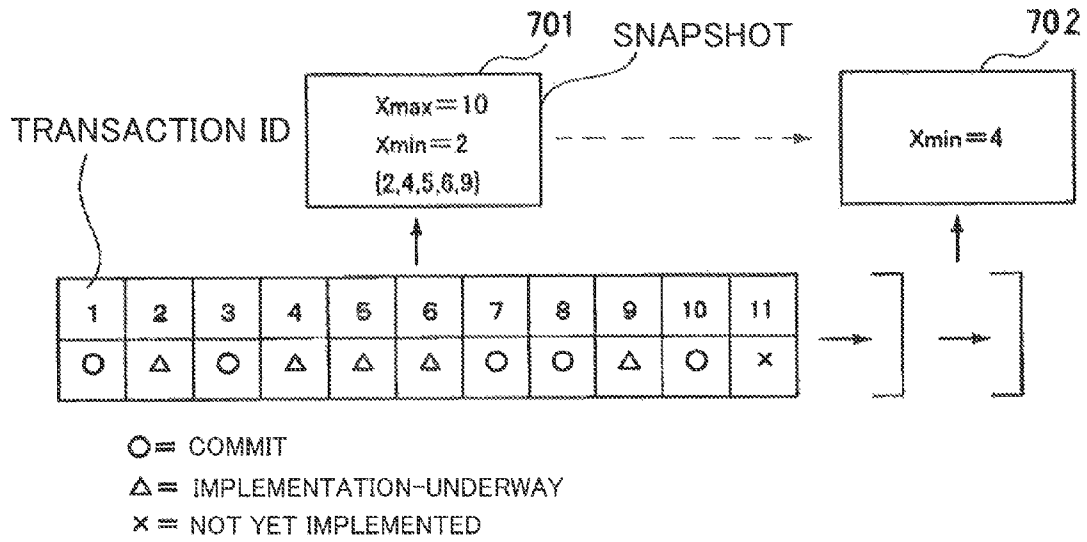 701
SNAPSHOT
702
Xmax=10
Xmin=2
{2,4,5,6,9}
TRANSACTION ID
Xmin=4
1 2 3 4 5 6 7 8 9 10 11
○ △ ○ △ △ △ ○ ○ △ ○ ×
○= COMMIT
△= IMPLEMENTATION-UNDERWAY
×= NOT YET IMPLEMENTED